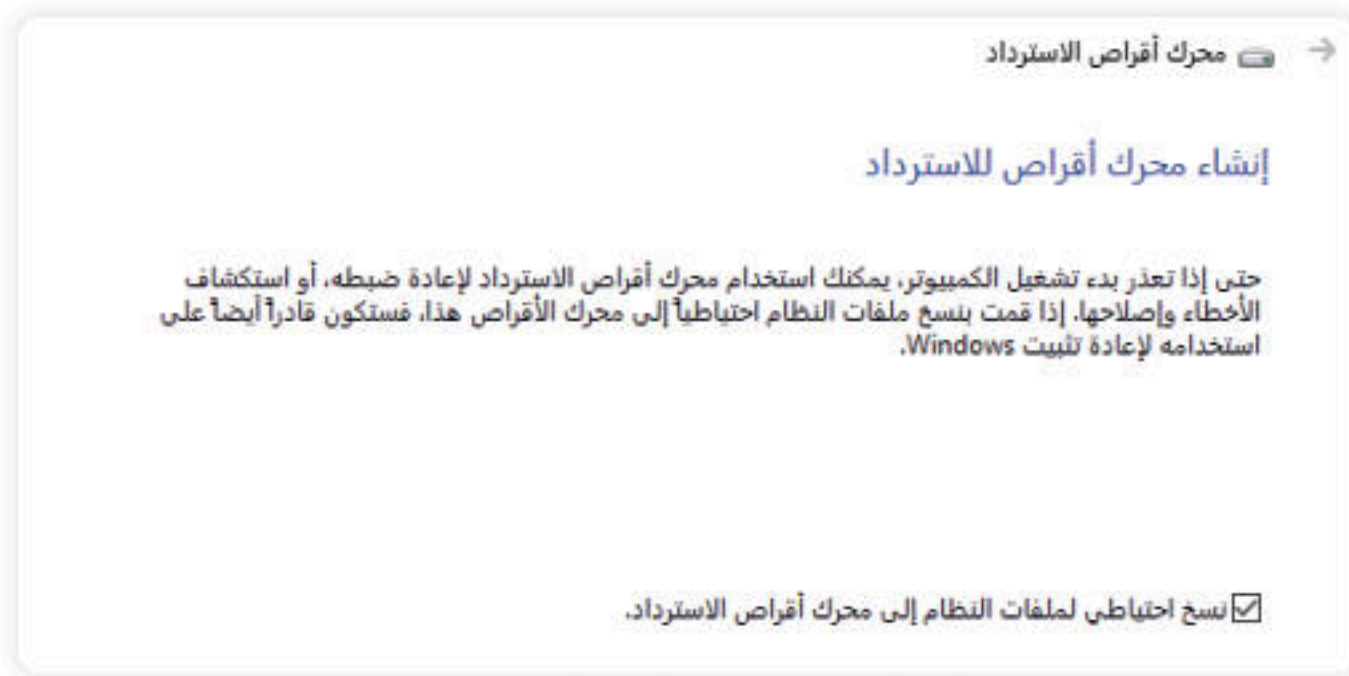 محرك أقراص الاسترداد
إنشاء محرك أقراص للاسترداد
حتى إذا تعذر بدء تشغيل الكمبيوتر، يمكنك استخدام محرك أقراص الاسترداد لإعادة ضبطه، أو استكشاف
الأخطاء وإصلاحها. إذا قمت بنسخ ملفات النظام احتياطياً إلى محرك الأقراص هذا، فستكون قادراً أيضاً على
استخدامه لإعادة تثبيت Windows.
نسخ احتياطي لملفات النظام إلى محرك أقراص الاسترداد.